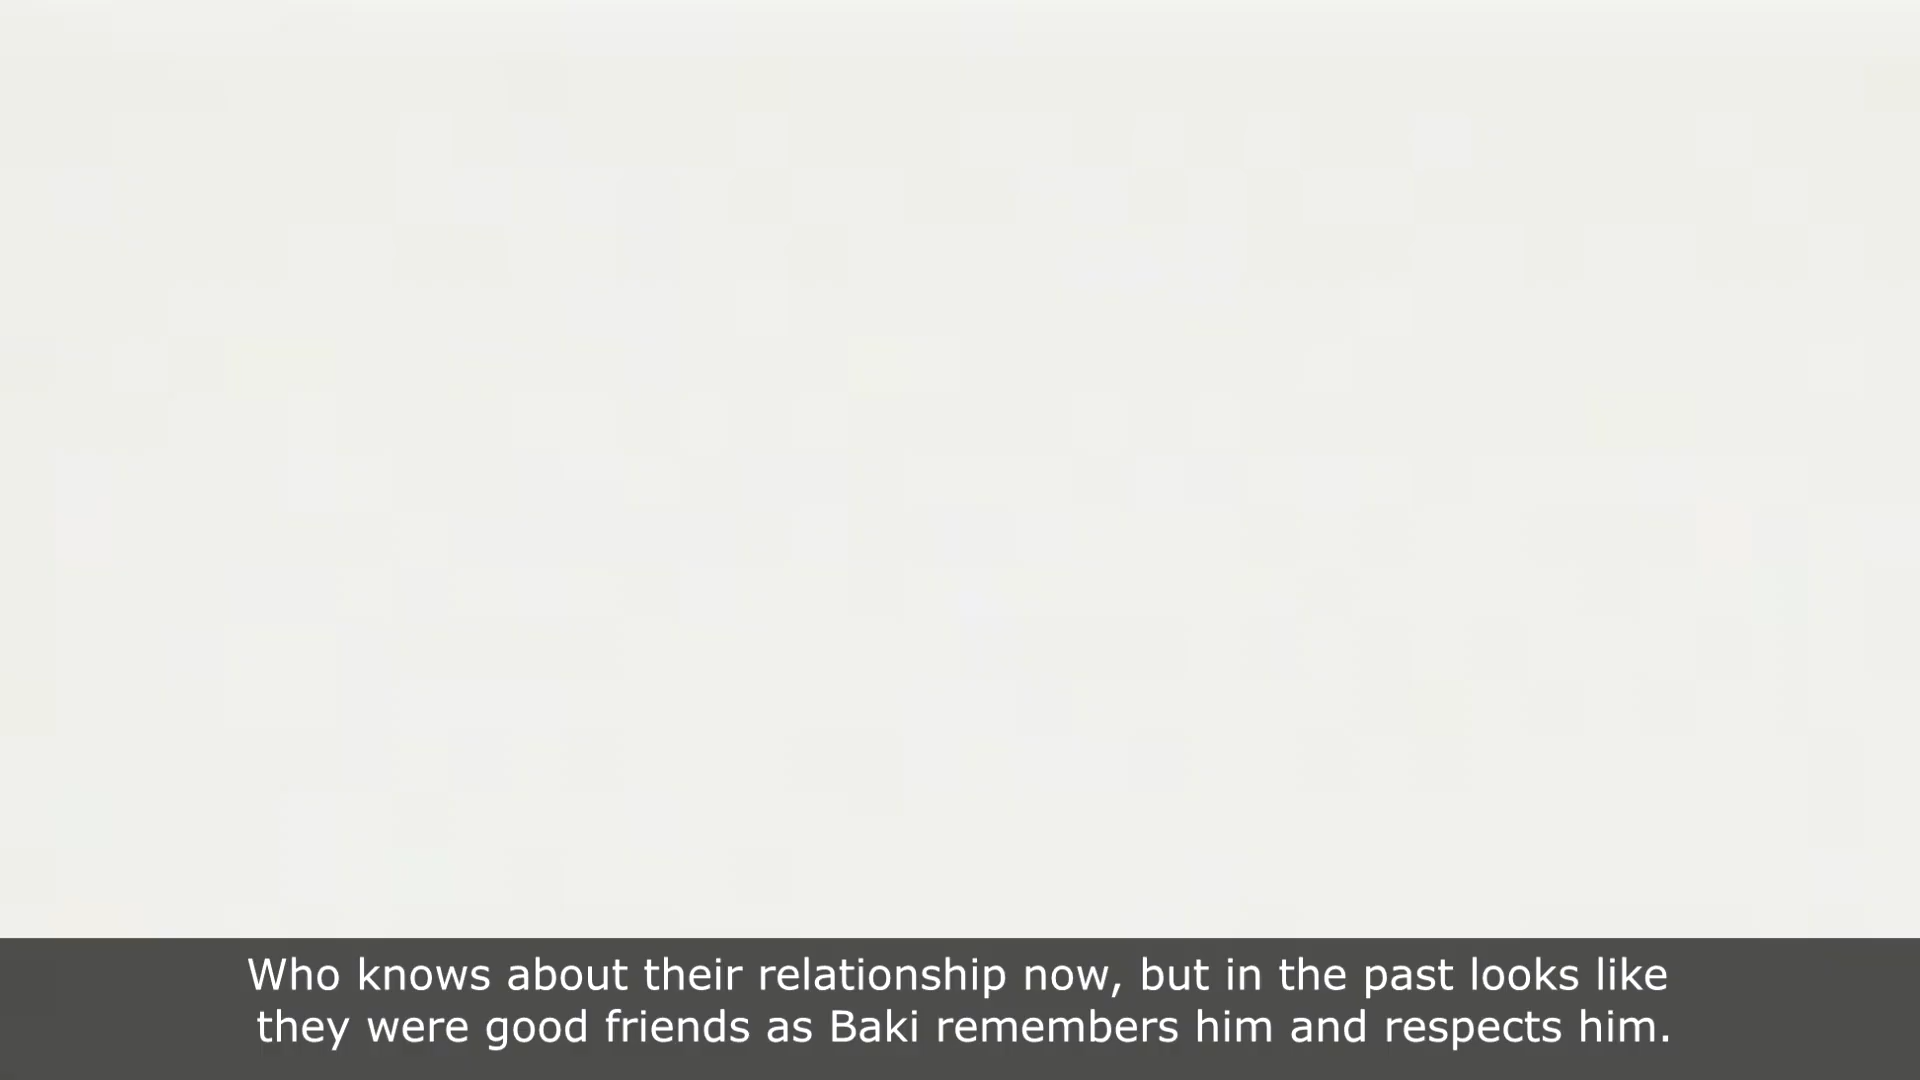 Who knows about their relationship now, but in the past looks like
they were good friends as Baki remembers him and respects him.